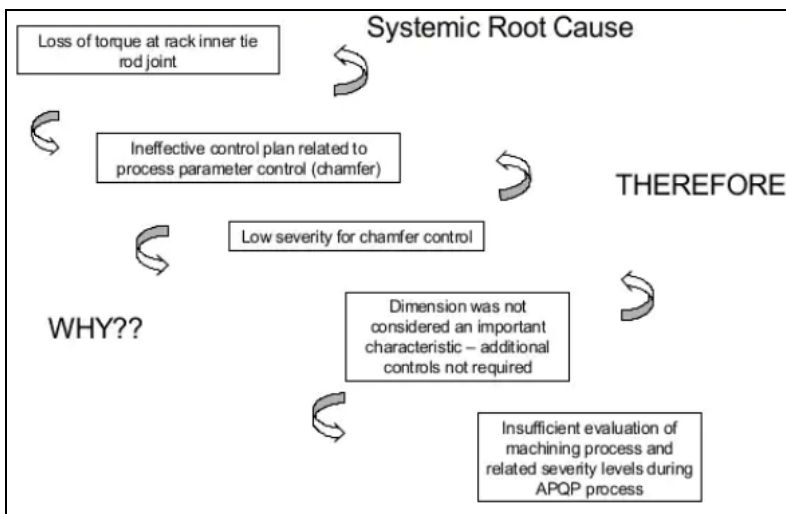 Systemic Root Cause
Loss of torque at rack inner tie
rod joint
Ineffective control plan related to
process parameter control (chamfer)
THEREFORE
Low severity for chamfer control
WHY??
Dimension was not
considered an important
characteristic – additional
controls not required
Insufficient evaluation of
machining process and
related severity levels during
APQP process